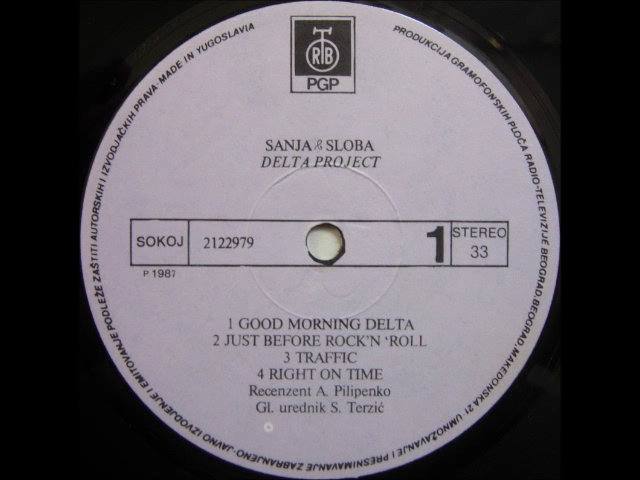 PRODUKCIJA GRAMOFONSKIH PLOČA RADIO-TELEVIZIJE BEOGRAD, BEOGRAD, MAKEDONSKA 21 · UMNOŽAVANJE I PRESNIMAVANJE ZABRANJENO · JAVNO IZVODJENJE I EMITOVANJE PODLEŽE ZAŠTITI AUTORSKIH I IZVODJAČKIH PRAVA · MADE IN YUGOSLAVIA
RTB
PGP
SANJA & SLOBA
DELTA PROJECT
SOKOJ 2122979 1 STEREO 33
P 1987
1 GOOD MORNING DELTA
2 JUST BEFORE ROCK'N 'ROLL
3 TRAFFIC
4 RIGHT ON TIME
Recenzent A. Pilipenko
Gl. urednik S. Terzić